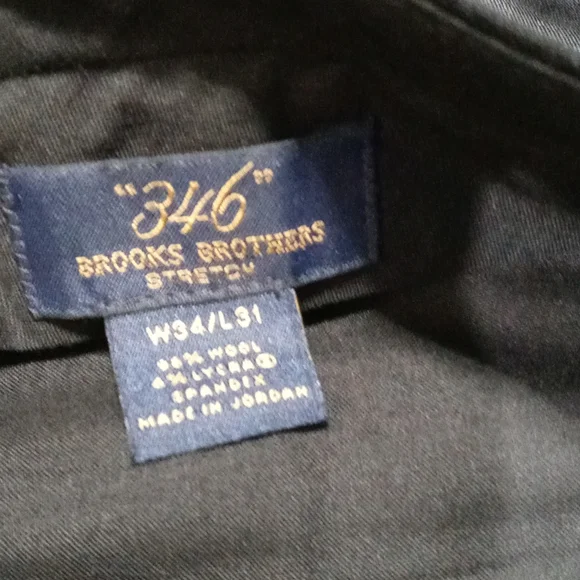 "346"
BROOKS BROTHERS
STRETCH
W34/L31
96% WOOL
4% LYCRA®
SPANDEX
MADE IN JORDAN